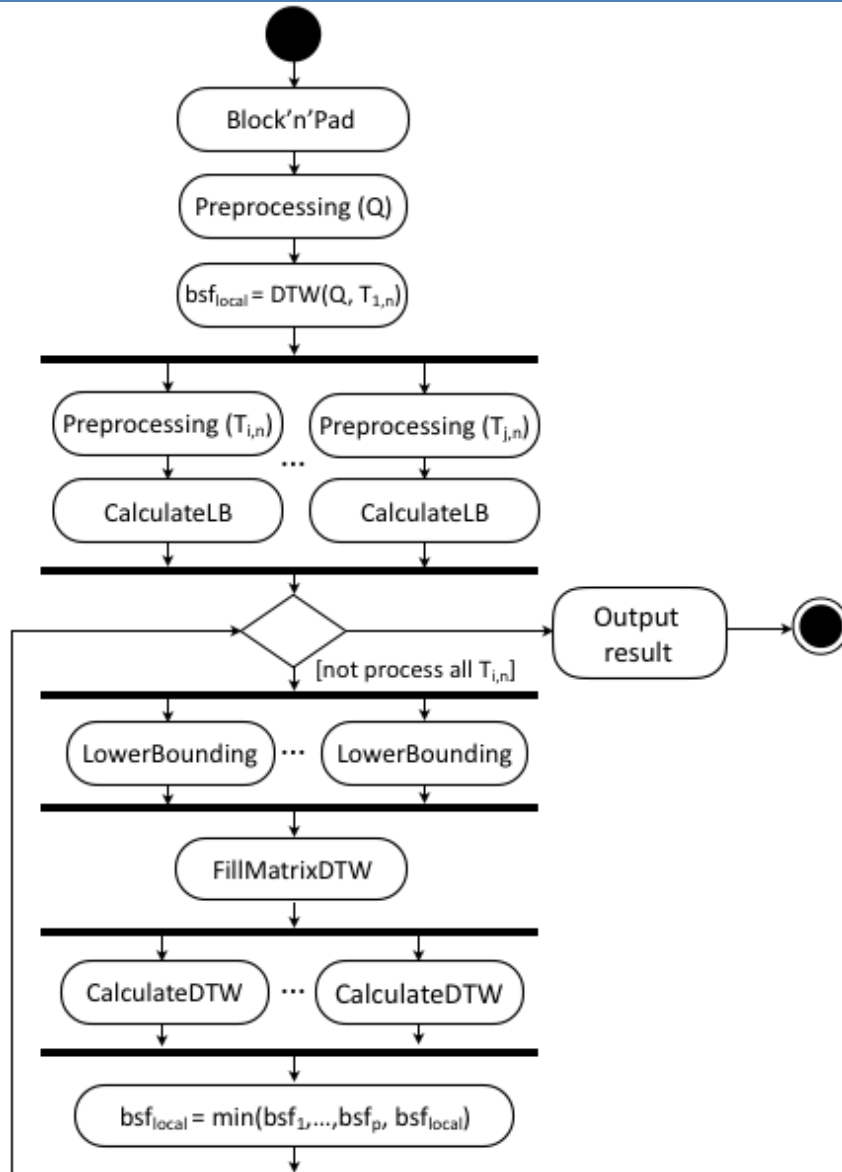 Block’n’Pad
Preprocessing (Q)
bsf_local = DTW(Q, T_1,n)
Preprocessing (T_i,n)
Preprocessing (T_j,n)
...
CalculateLB
CalculateLB
Output
result
[not process all T_i,n]
LowerBounding
...
LowerBounding
FillMatrixDTW
CalculateDTW
...
CalculateDTW
bsf_local = min(bsf_1,...,bsf_p, bsf_local)